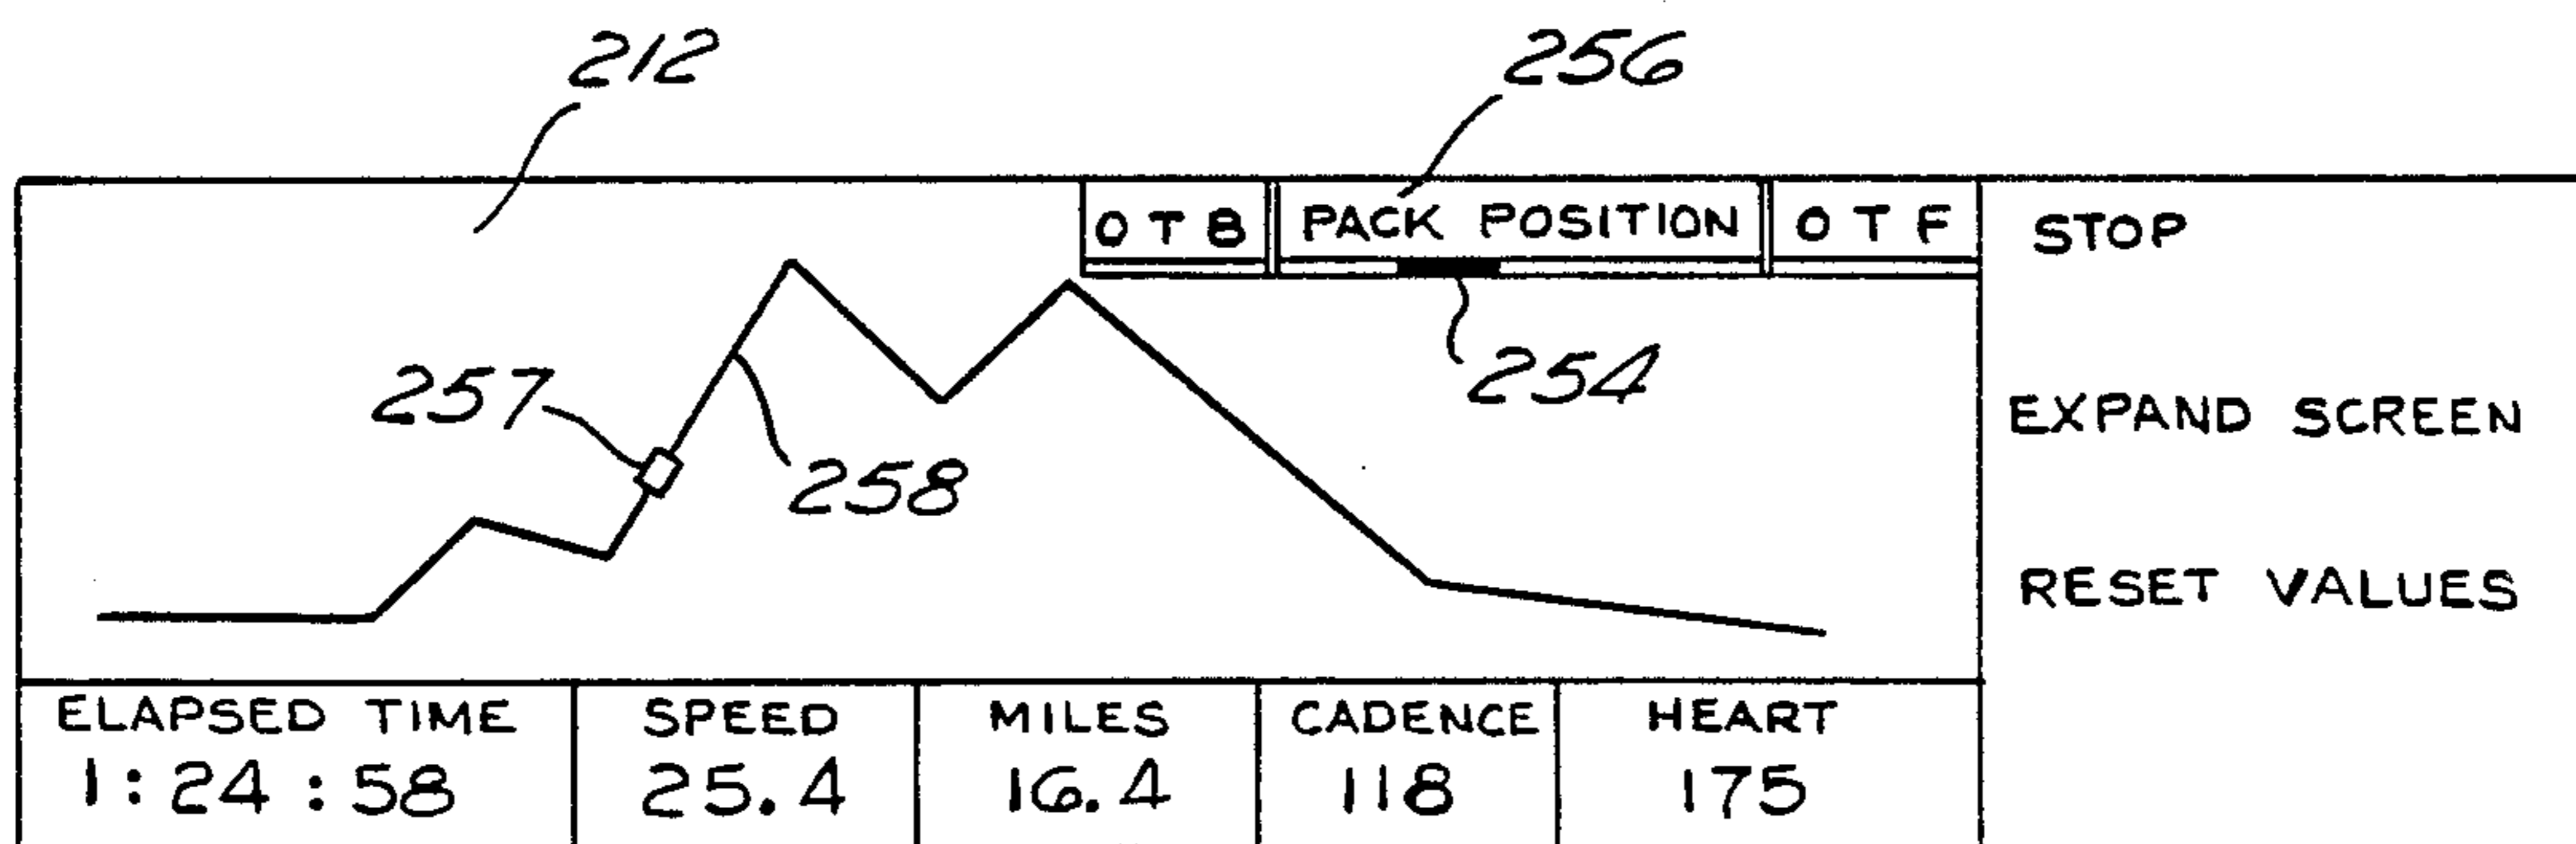 212
256
OTB PACK POSITION OTF STOP
257
258
254
EXPAND SCREEN
RESET VALUES
ELAPSED TIME SPEED MILES CADENCE HEART
1:24:58 25.4 16.4 118 175